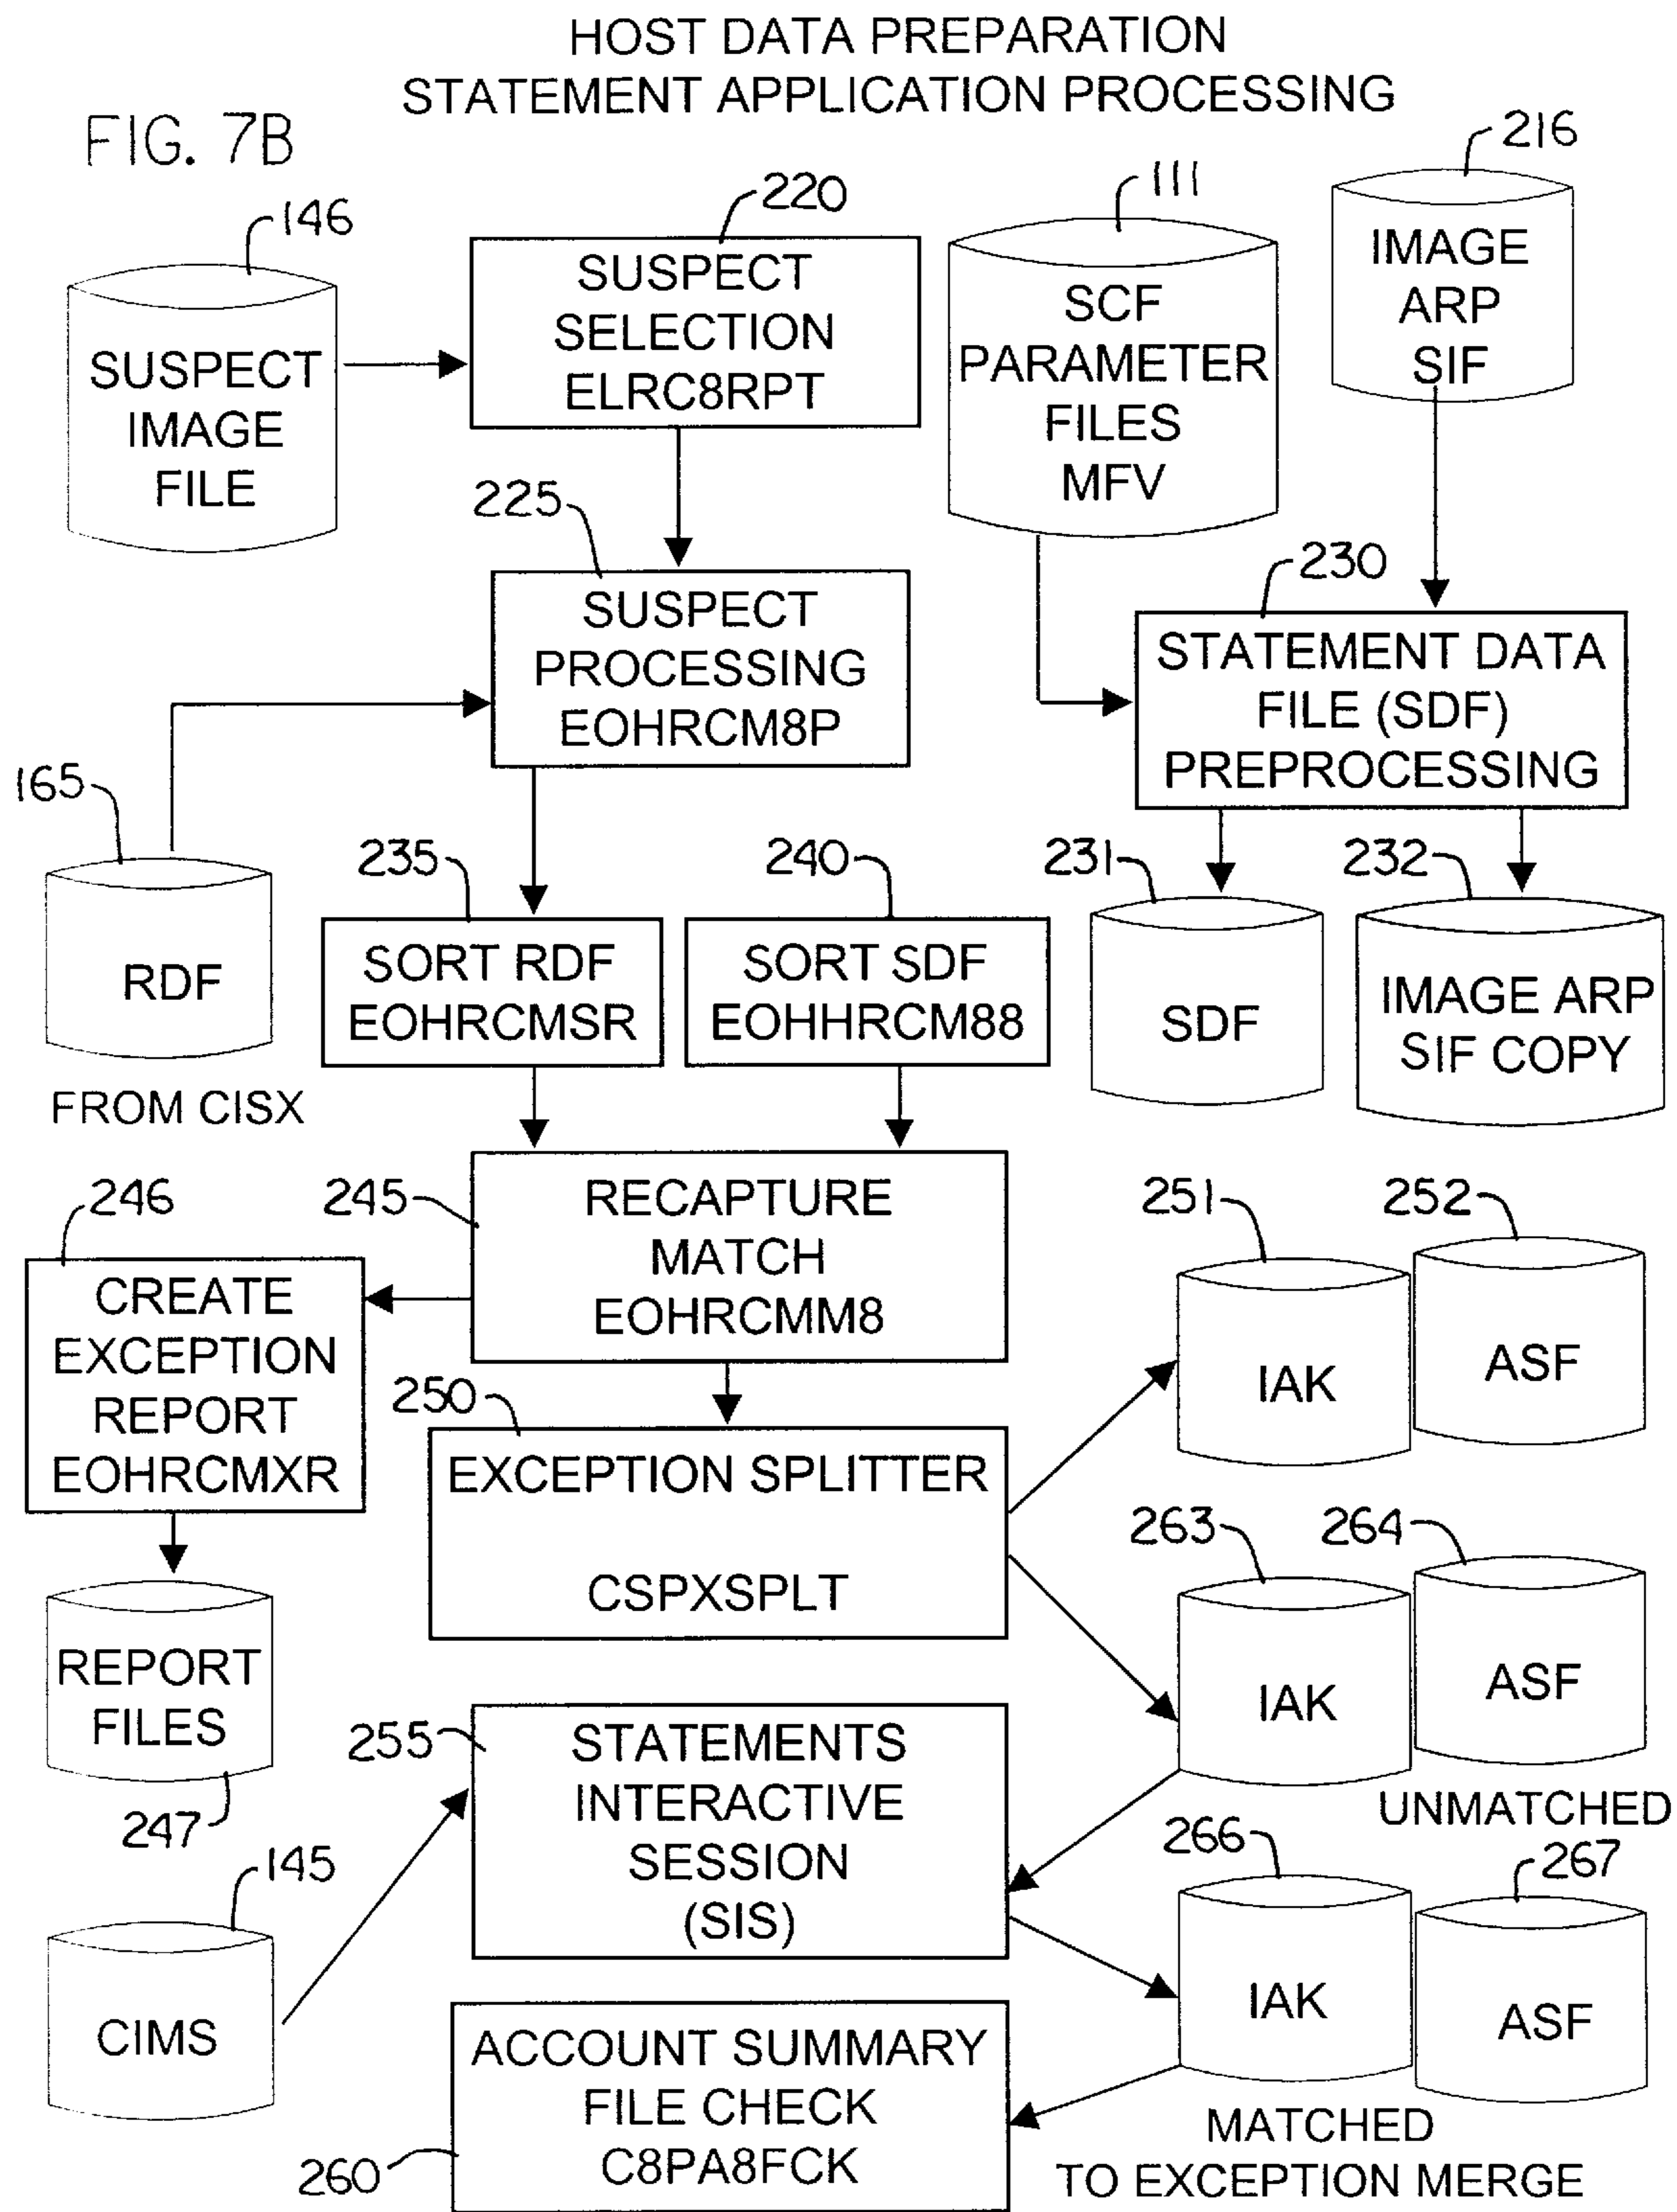 HOST DATA PREPARATION
STATEMENT APPLICATION PROCESSING
FIG. 7B
146
SUSPECT
IMAGE
FILE
220
SUSPECT
SELECTION
ELRC8RPT
111
SCF
PARAMETER
FILES
MFV
216
IMAGE
ARP
SIF
225
SUSPECT
PROCESSING
EOHRCM8P
230
STATEMENT DATA
FILE (SDF)
PREPROCESSING
165
RDF
FROM CISX
235
SORT RDF
EOHRCMSR
240
SORT SDF
EOHHRCM88
231
SDF
232
IMAGE ARP
SIF COPY
246
CREATE
EXCEPTION
REPORT
EOHRCMXR
245
RECAPTURE
MATCH
EOHRCMM8
251
IAK
252
ASF
250
EXCEPTION SPLITTER
CSPXSPLT
263
IAK
264
ASF
UNMATCHED
REPORT
FILES
247
255
STATEMENTS
INTERACTIVE
SESSION
(SIS)
266
IAK
267
ASF
145
CIMS
260
ACCOUNT SUMMARY
FILE CHECK
C8PA8FCK
MATCHED
TO EXCEPTION MERGE